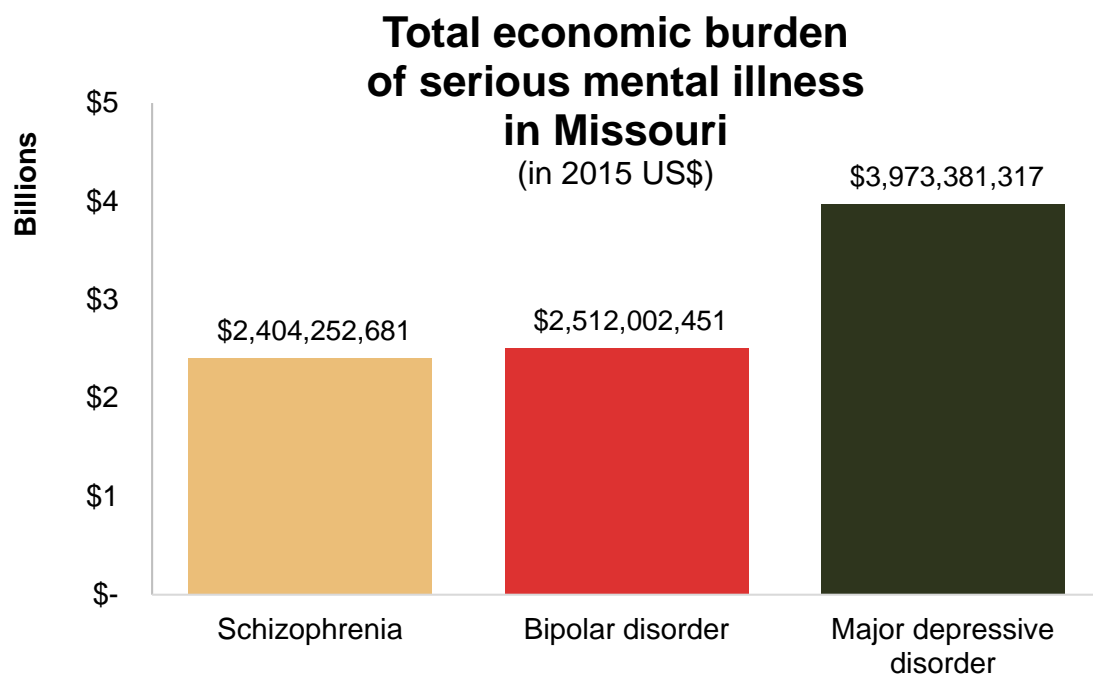 Total economic burden
of serious mental illness
in Missouri
(in 2015 US$)
Billions
$5
$4
$3
$2
$1
$-
$2,404,252,681
$2,512,002,451
$3,973,381,317
Schizophrenia
Bipolar disorder
Major depressive
disorder